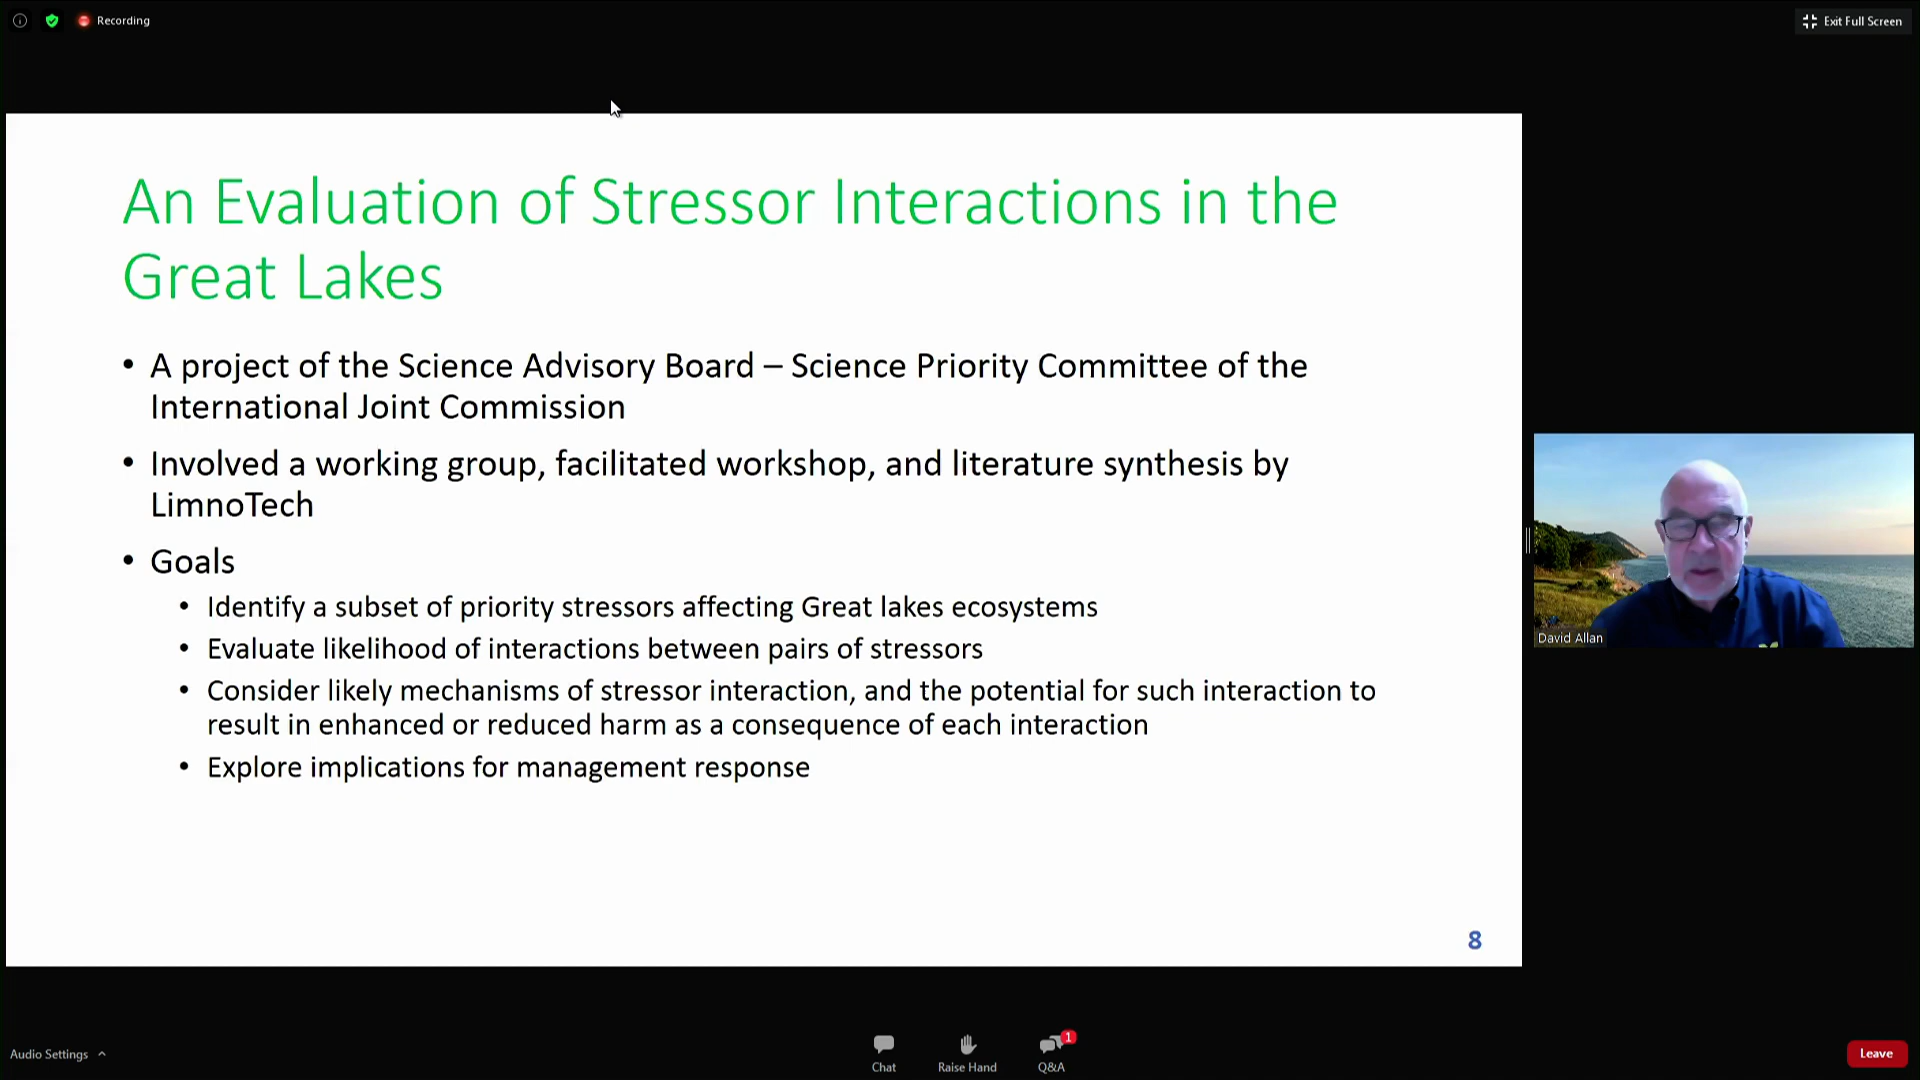 Recording
Exit Full Screen
An Evaluation of Stressor Interactions in the
Great Lakes
• A project of the Science Advisory Board – Science Priority Committee of the
International Joint Commission
• Involved a working group, facilitated workshop, and literature synthesis by
LimnoTech
• Goals
• Identify a subset of priority stressors affecting Great lakes ecosystems
• Evaluate likelihood of interactions between pairs of stressors
• Consider likely mechanisms of stressor interaction, and the potential for such interaction to
result in enhanced or reduced harm as a consequence of each interaction
• Explore implications for management response
8
David Allan
Audio Settings
Chat
Raise Hand
1
Q&A
Leave